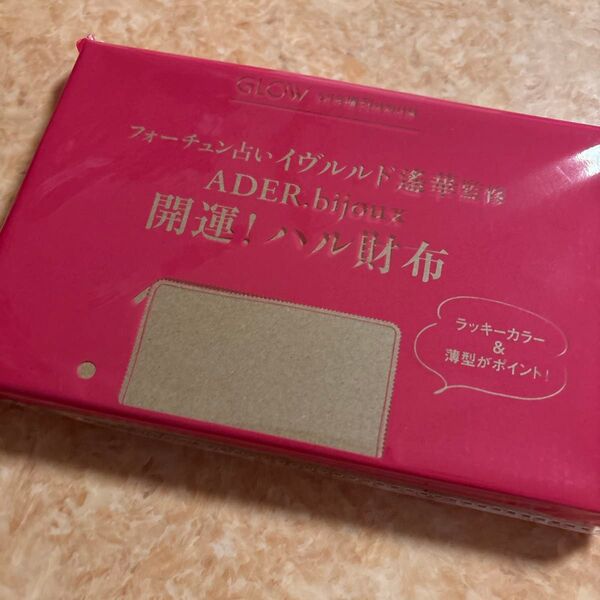 GLOW
フォーチュン占いイヴルルド遙華監修
ADER.bijoux
開運！ハル財布
ラッキーカラー
&
薄型がポイント！